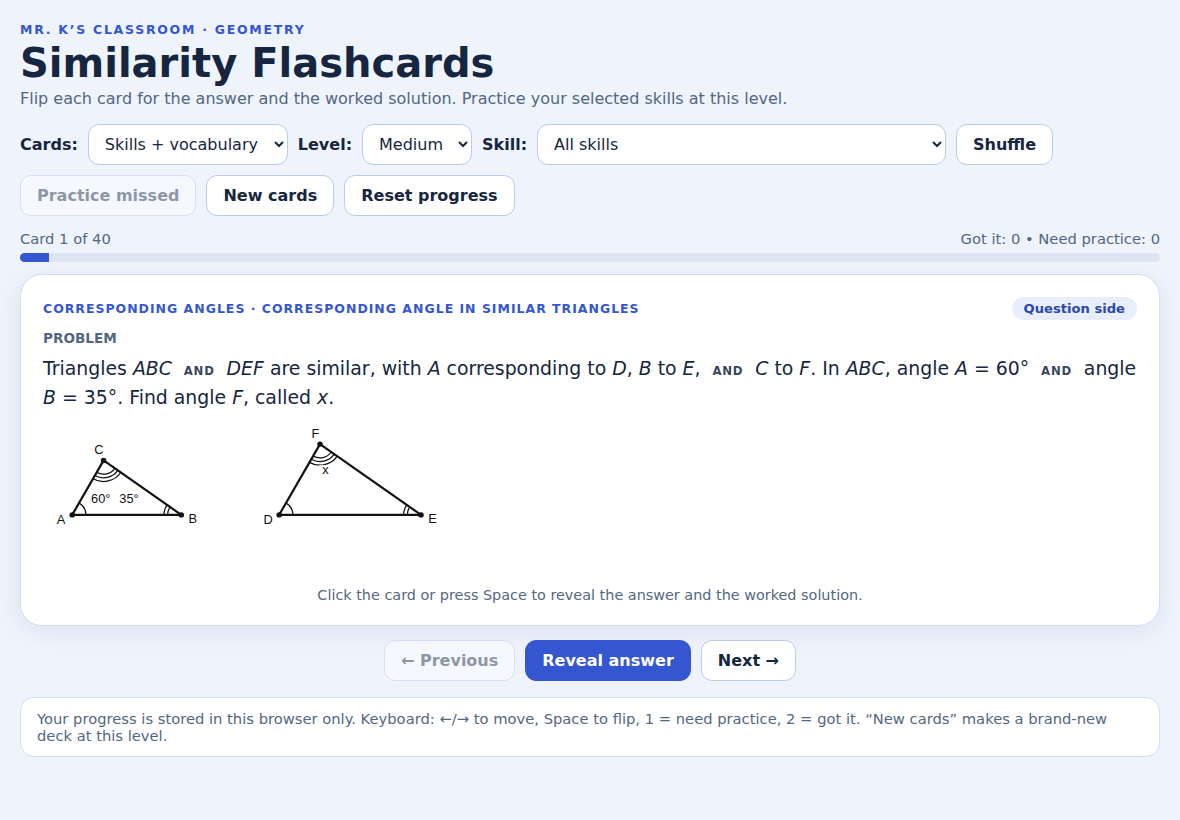 MR. K’S CLASSROOM · GEOMETRY
Similarity Flashcards
Flip each card for the answer and the worked solution. Practice your selected skills at this level.
Cards: Skills + vocabulary Level: Medium Skill: All skills Shuffle
Practice missed New cards Reset progress
Card 1 of 40 Got it: 0 • Need practice: 0
CORRESPONDING ANGLES · CORRESPONDING ANGLE IN SIMILAR TRIANGLES Question side
PROBLEM
Triangles ABC AND DEF are similar, with A corresponding to D, B to E, AND C to F. In ABC, angle A = 60° AND angle
B = 35°. Find angle F, called x.
F
C
x
60° 35°
A B D E
Click the card or press Space to reveal the answer and the worked solution.
← Previous Reveal answer Next →
Your progress is stored in this browser only. Keyboard: ←/→ to move, Space to flip, 1 = need practice, 2 = got it. “New cards” makes a brand-new
deck at this level.